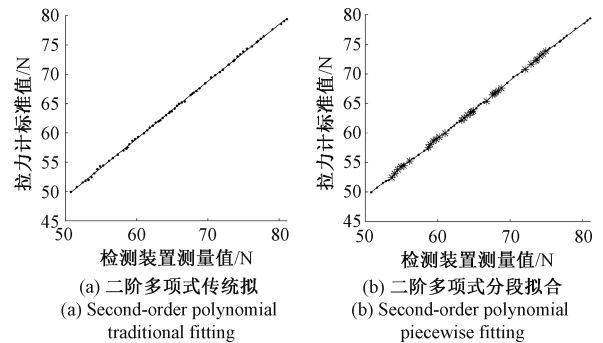 80
75
70
65
60
55
50
45
50
60
70
80
拉力计标准值/N
检测装置测量值/N
(a) 二阶多项式传统拟
(a) Second-order polynomial
traditional fitting
80
75
70
65
60
55
50
45
50
60
70
80
拉力计标准值/N
检测装置测量值/N
(b) 二阶多项式分段拟合
(b) Second-order polynomial
piecewise fitting